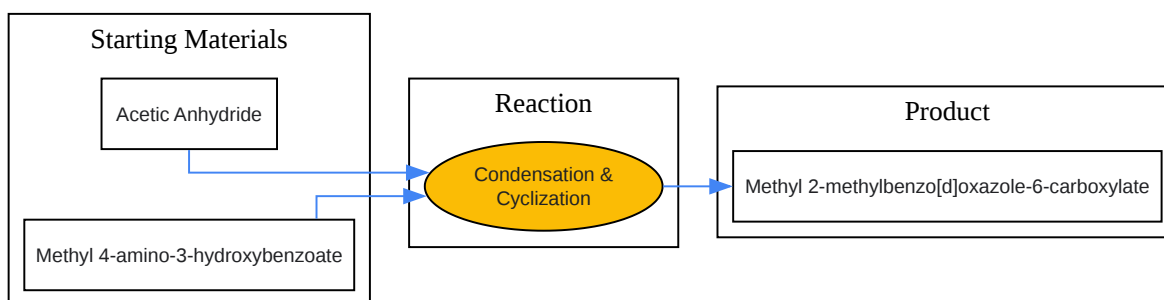 Starting Materials
Acetic Anhydride
Methyl 4-amino-3-hydroxybenzoate
Reaction
Condensation &
Cyclization
Product
Methyl 2-methylbenzo[d]oxazole-6-carboxylate